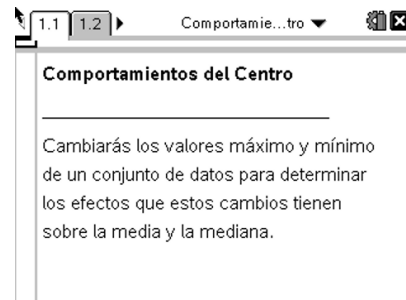 1.1 1.2 Comportamie...tro
Comportamientos del Centro
Cambiarás los valores máximo y mínimo
de un conjunto de datos para determinar
los efectos que estos cambios tienen
sobre la media y la mediana.